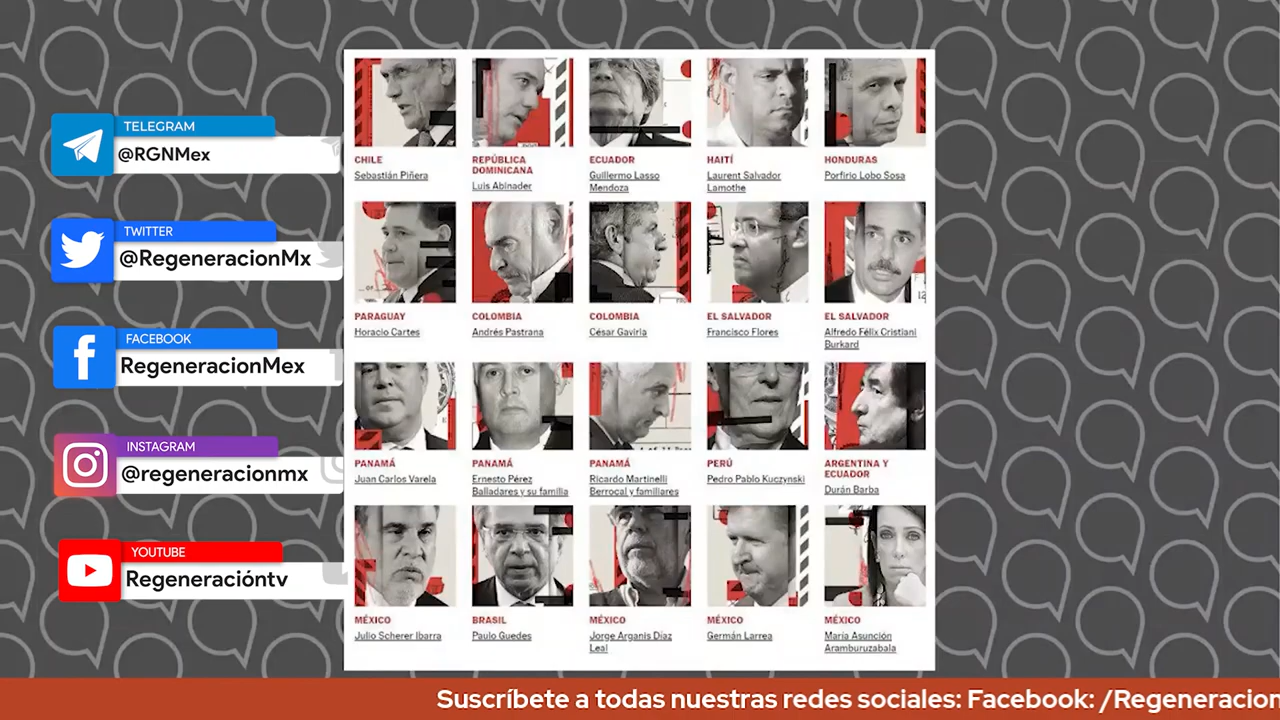 TELEGRAM
@RGNMex
TWITTER
@RegeneracionMx
FACEBOOK
RegeneracionMex
INSTAGRAM
@regeneracionmx
YOUTUBE
Regeneracióntv
CHILE
Sebastián Piñera
REPÚBLICA
DOMINICANA
Luis Abinader
ECUADOR
Guillermo Lasso
Mendoza
HAITÍ
Laurent Salvador
Lamothe
HONDURAS
Porfirio Lobo Sosa
PARAGUAY
Horacio Cartes
COLOMBIA
Andrés Pastrana
COLOMBIA
César Gaviria
EL SALVADOR
Francisco Flores
EL SALVADOR
Alfredo Félix Cristiani
Burkard
PANAMÁ
Juan Carlos Varela
PANAMÁ
Ernesto Pérez
Balladares y su familia
PANAMÁ
Ricardo Martinelli
Berrocal y familiares
PERÚ
Pedro Pablo Kuczynski
ARGENTINA Y
ECUADOR
Durán Barba
MÉXICO
Julio Scherer Ibarra
BRASIL
Paulo Guedes
MÉXICO
Jorge Arganis Díaz
Leal
MÉXICO
Germán Larrea
MÉXICO
María Asunción
Aramburuzabala
Suscríbete a todas nuestras redes sociales: Facebook: /Regeneracion